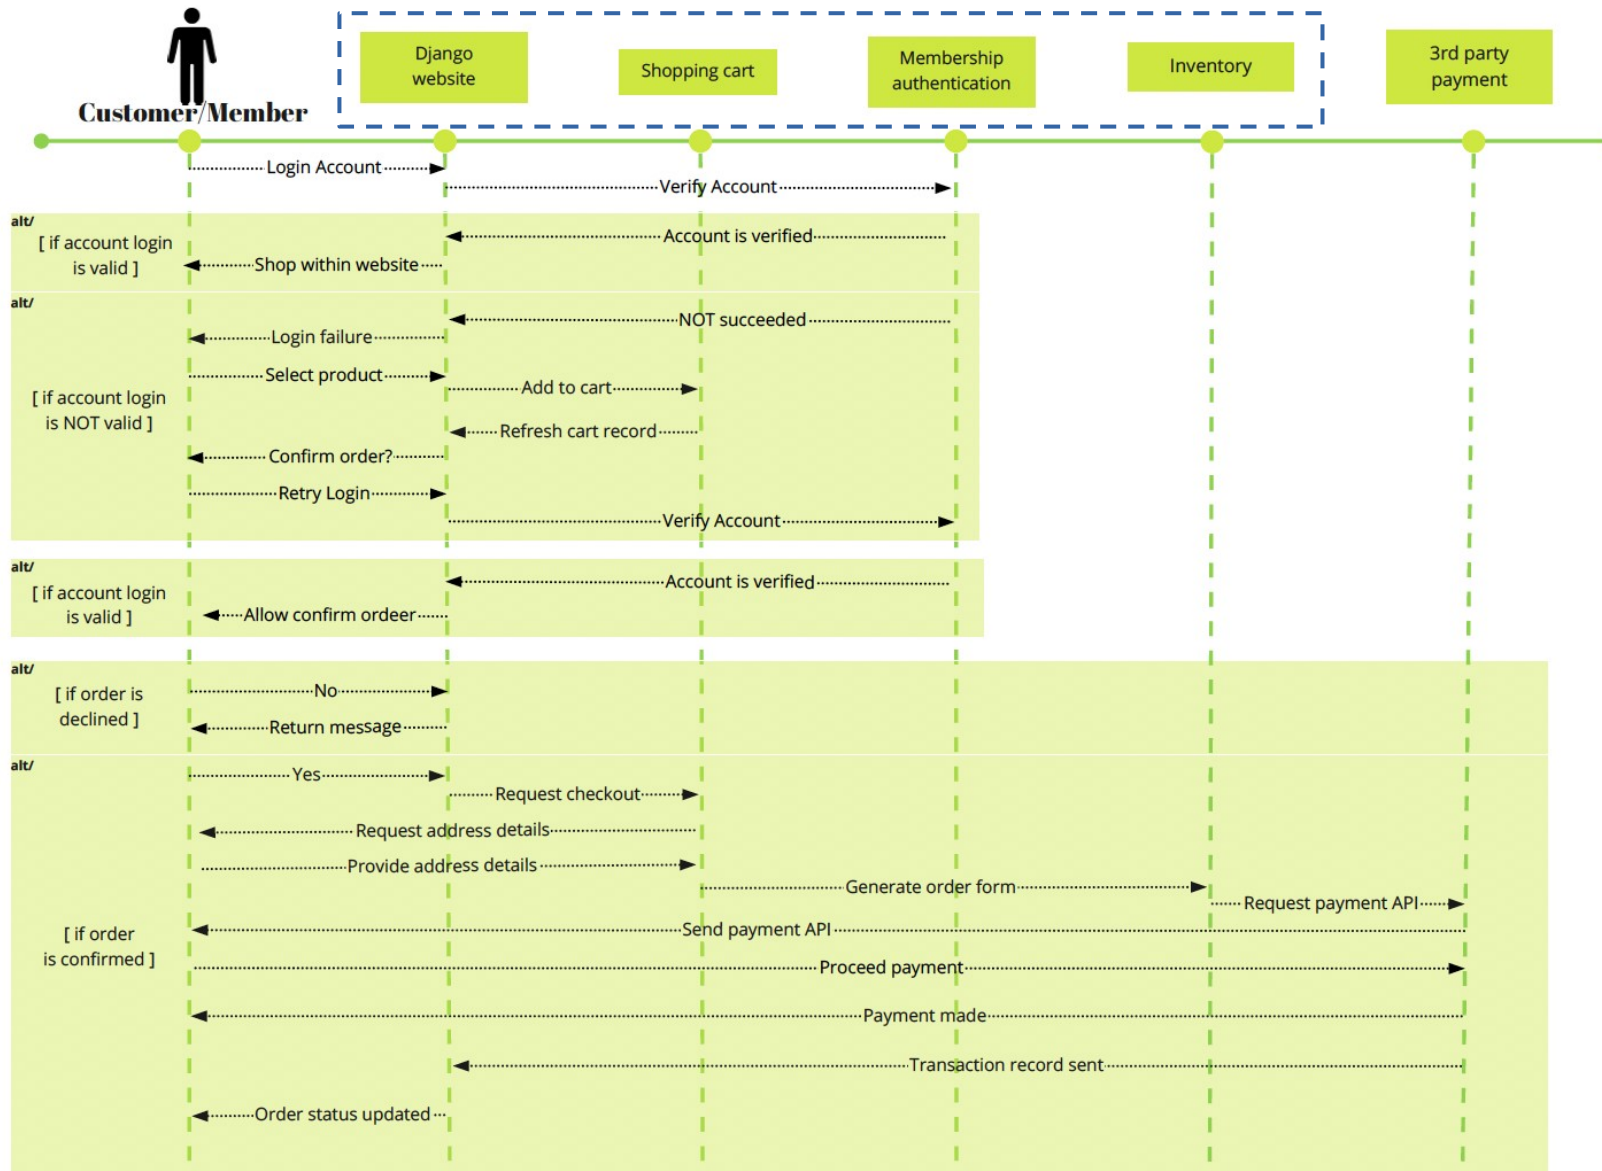 Customer/Member
Django
website
Shopping cart
Membership
authentication
Inventory
3rd party
payment
Login Account
Verify Account
alt/
[ if account login
is valid ]
Account is verified
Shop within website
alt/
NOT succeeded
Login failure
Select product
Add to cart
[ if account login
is NOT valid ]
Refresh cart record
Confirm order?
Retry Login
Verify Account
alt/
[ if account login
is valid ]
Account is verified
Allow confirm ordeer
alt/
[ if order is
declined ]
No
Return message
alt/
Yes
Request checkout
Request address details
Provide address details
Generate order form
Request payment API
[ if order
is confirmed ]
Send payment API
Proceed payment
Payment made
Transaction record sent
Order status updated